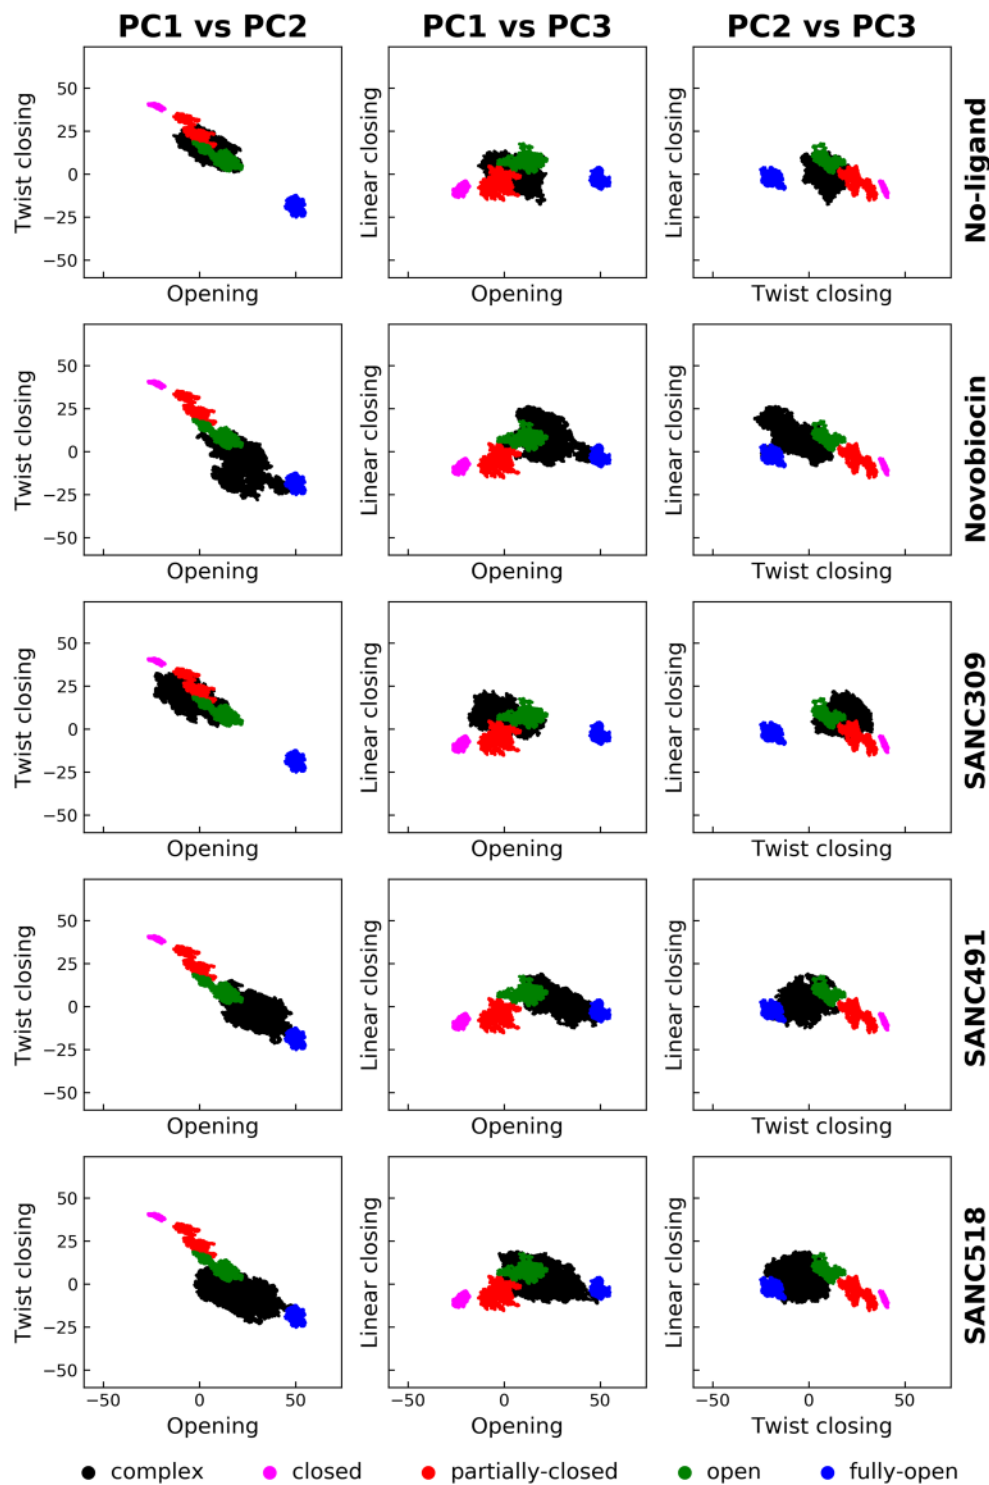 PC1 vs PC2 PC1 vs PC3 PC2 vs PC3
50
25
0
−25
−50
Twist closing
Opening
Linear closing
Opening
Linear closing
Twist closing
No-ligand
50
25
0
−25
−50
Twist closing
Opening
Linear closing
Opening
Linear closing
Twist closing
Novobiocin
50
25
0
−25
−50
Twist closing
Opening
Linear closing
Opening
Linear closing
Twist closing
SANC309
50
25
0
−25
−50
Twist closing
Opening
Linear closing
Opening
Linear closing
Twist closing
SANC491
50
25
0
−25
−50
Twist closing
−50 0 50
Opening
Linear closing
−50 0 50
Opening
Linear closing
−50 0 50
Twist closing
SANC518
complex closed partially-closed open fully-open